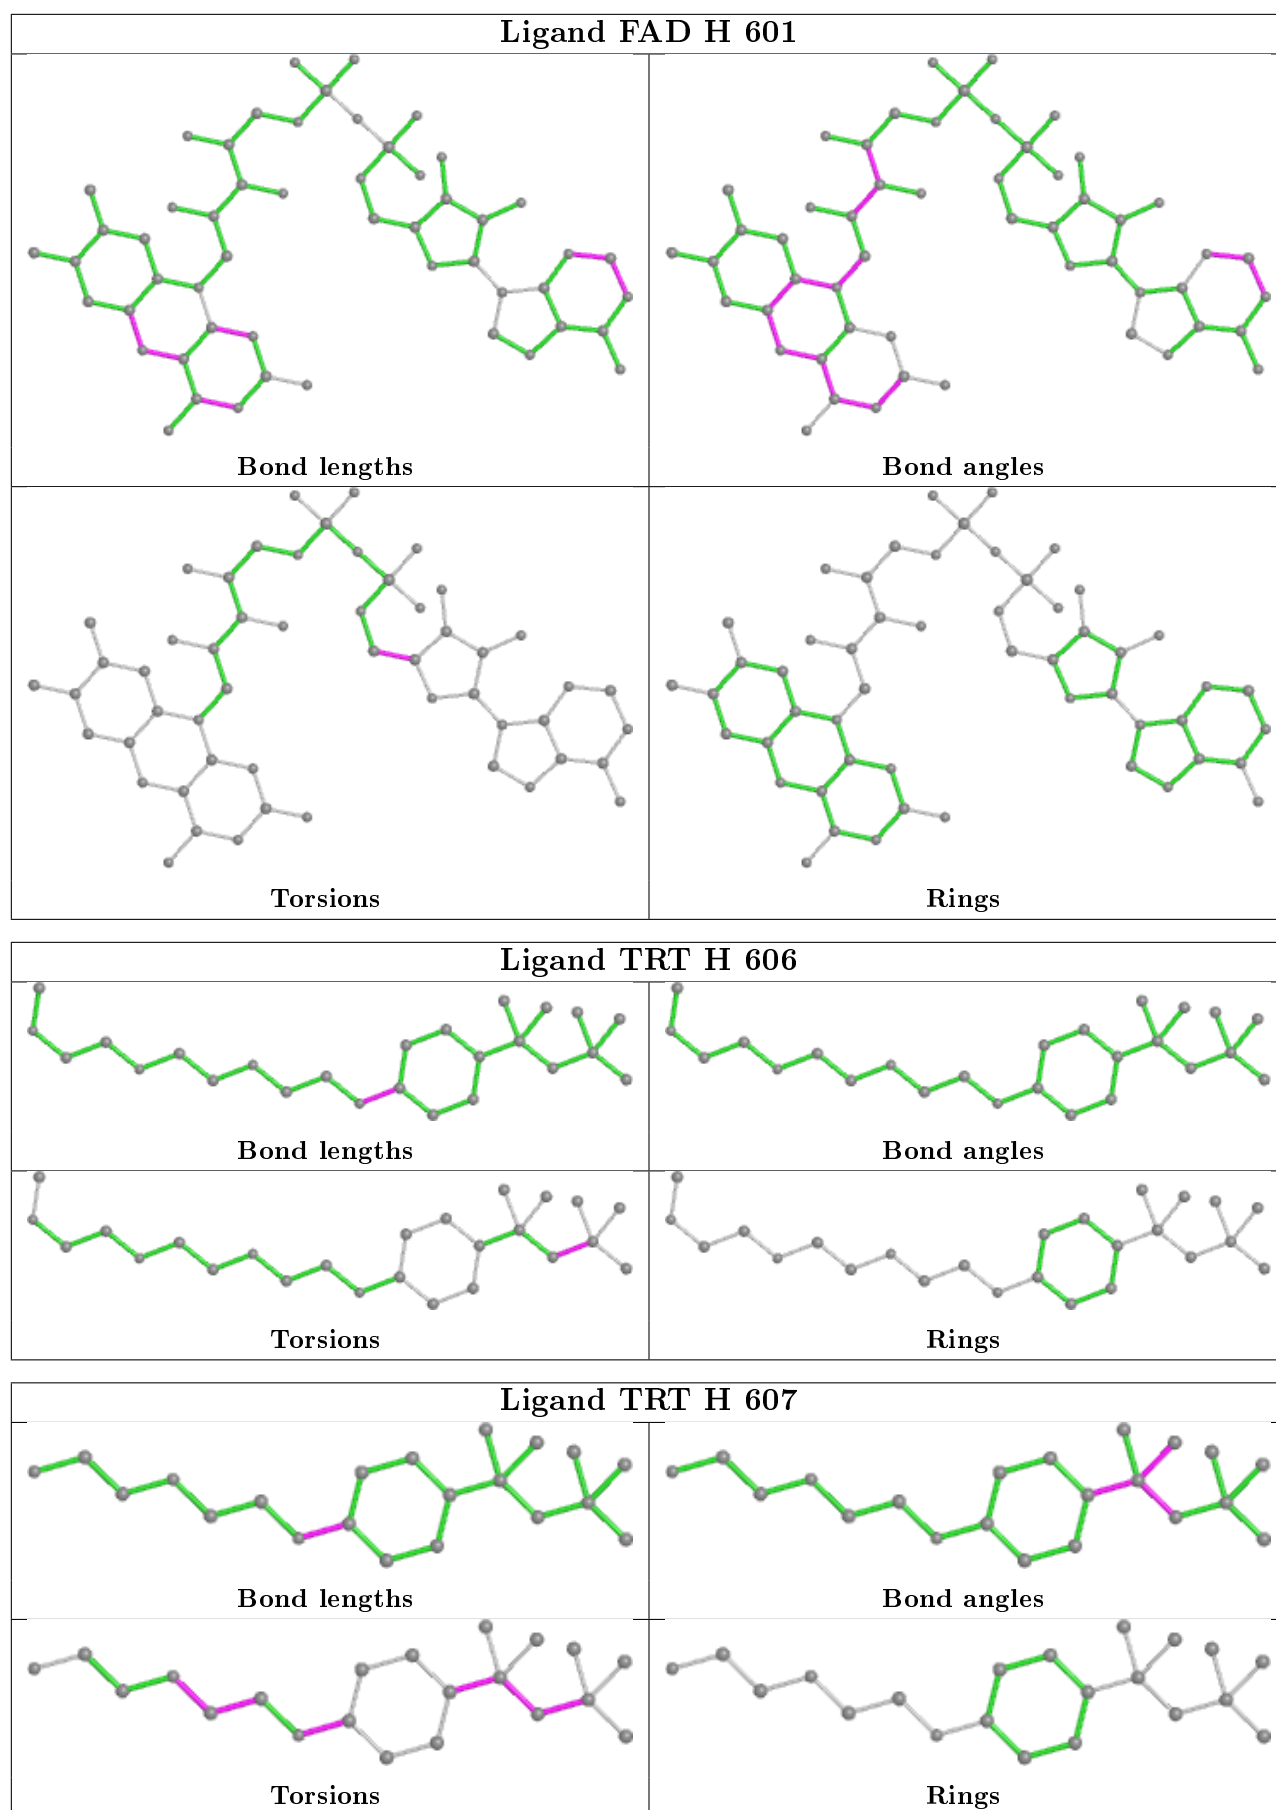 Ligand FAD H 601
Bond lengths
Bond angles
Torsions
Rings
Ligand TRT H 606
Bond lengths
Bond angles
Torsions
Rings
Ligand TRT H 607
Bond lengths
Bond angles
Torsions
Rings